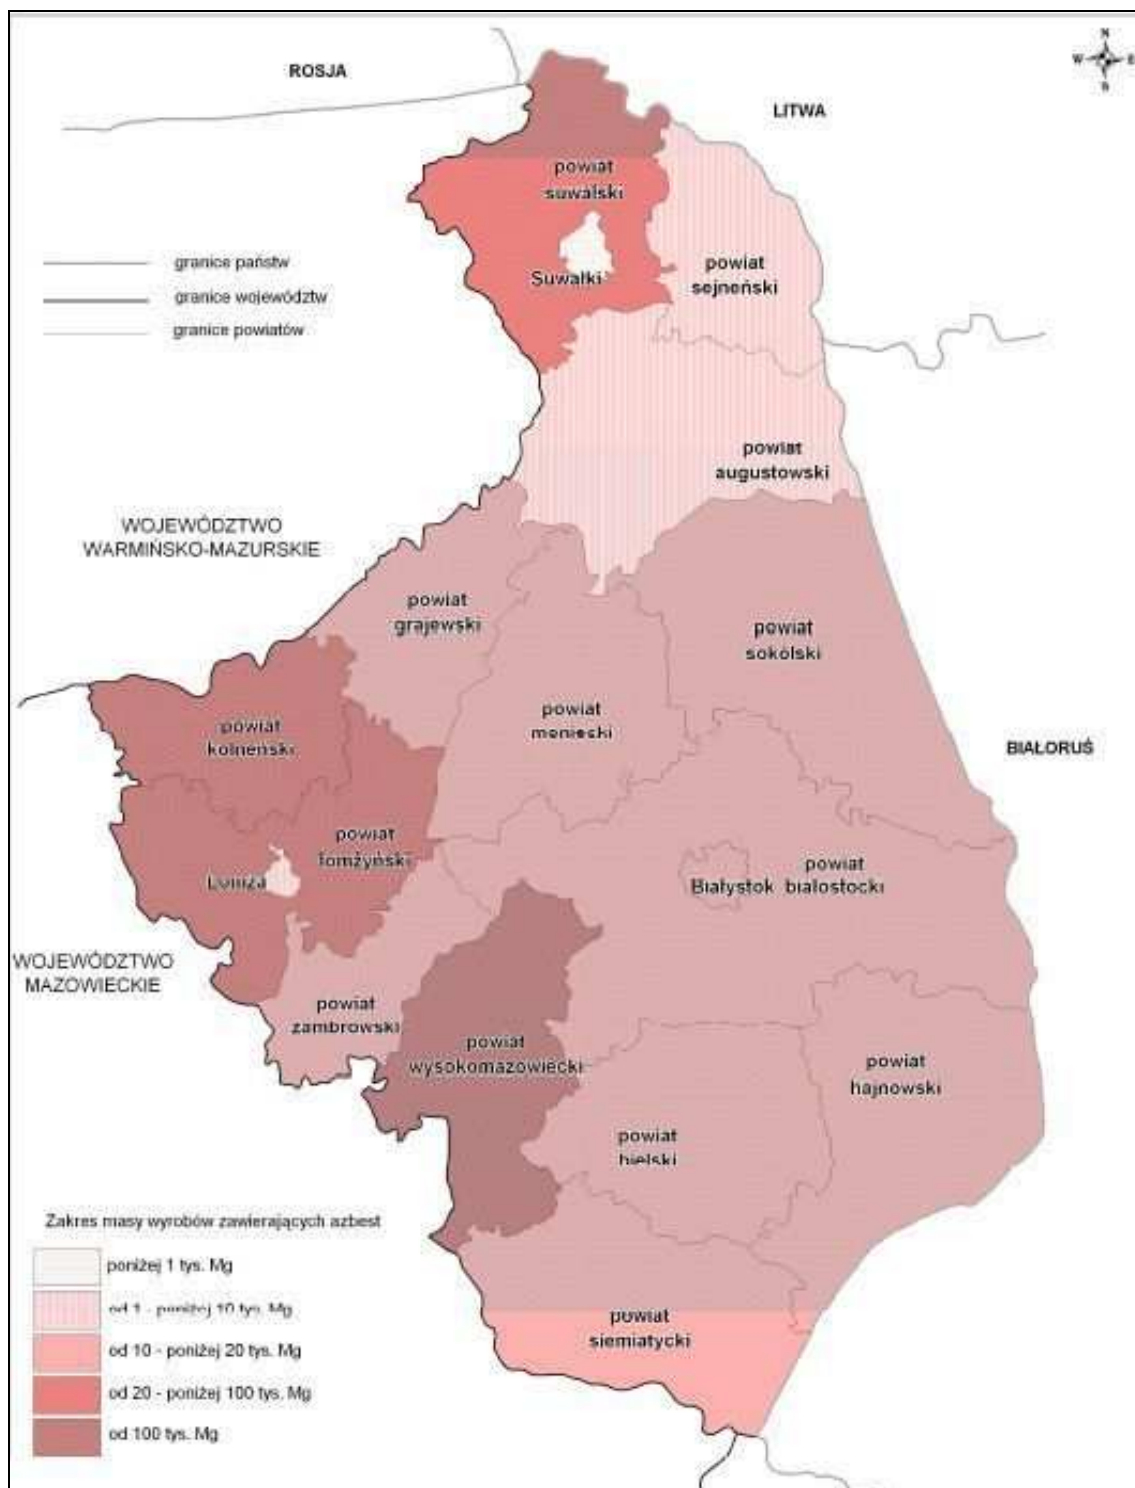 N
W E
S
ROSJA
LITWA
powiat
suwalski
Suwałki
powiat
sejneński
granice państw
granice województw
granice powiatów
powiat
augustowski
WOJEWÓDZTWO
WARMIŃSKO-MAZURSKIE
powiat
grajewski
powiat
sokólski
powiat
moniecki
powiat
kolneński
BIAŁORUŚ
powiat
łomżyński
Łomża
powiat
Białystok białostocki
WOJEWÓDZTWO
MAZOWIECKIE
powiat
zambrowski
powiat
wysokomazowiecki
powiat
hajnowski
powiat
bielski
Zakres masy wyrobów zawierających azbest
poniżej 1 tys. Mg
od 1 - poniżej 10 tys. Mg
od 10 - poniżej 20 tys. Mg
od 20 - poniżej 100 tys. Mg
od 100 tys. Mg
powiat
siemiatycki